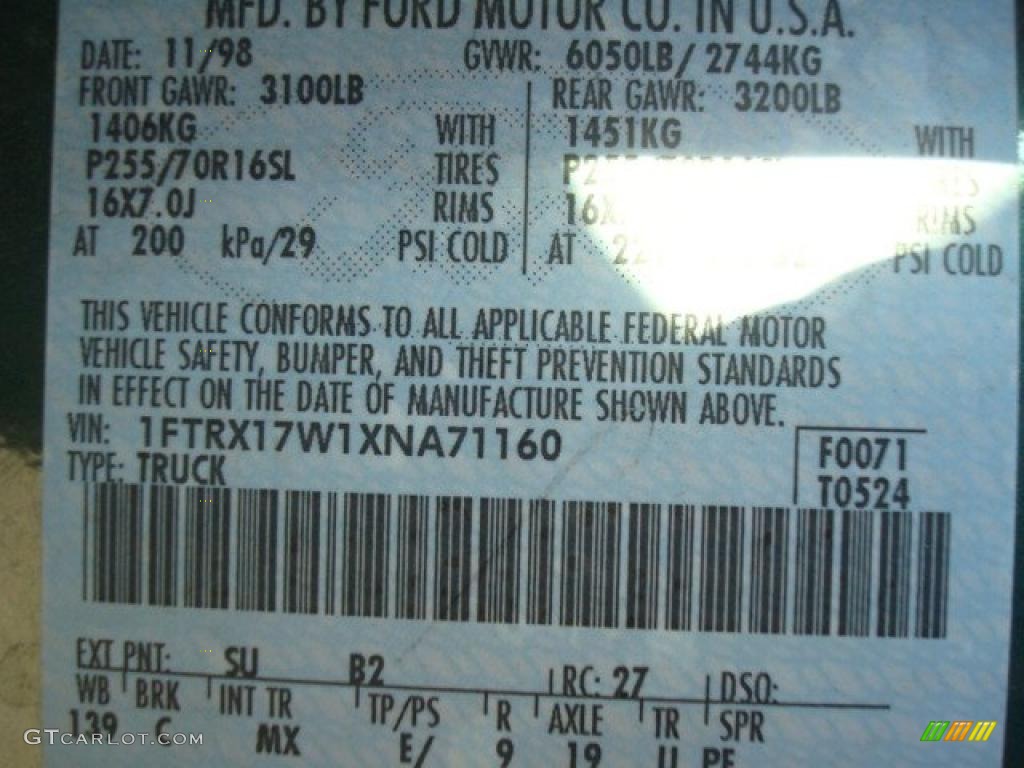 MFD. BY FORD MOTOR CO. IN U.S.A.
DATE: 11/98 GVWR: 6050LB/ 2744KG
FRONT GAWR: 3100LB REAR GAWR: 3200LB
1406KG WITH 1451KG WITH
P255/70R16SL TIRES
16X7.0J RIMS RIMS
AT 200 kPa/29 PSI COLD AT PSI COLD
THIS VEHICLE CONFORMS TO ALL APPLICABLE FEDERAL MOTOR
VEHICLE SAFETY, BUMPER, AND THEFT PREVENTION STANDARDS
IN EFFECT ON THE DATE OF MANUFACTURE SHOWN ABOVE.
VIN: 1FTRX17W1XNA71160 F0071
TYPE: TRUCK T0524
EXT PNT: SU B2 RC: 27 DSO:
WB BRK INT TR TP/PS R AXLE TR SPR
139 C MX E/ 9 19 U PE
GTCARLOT.COM